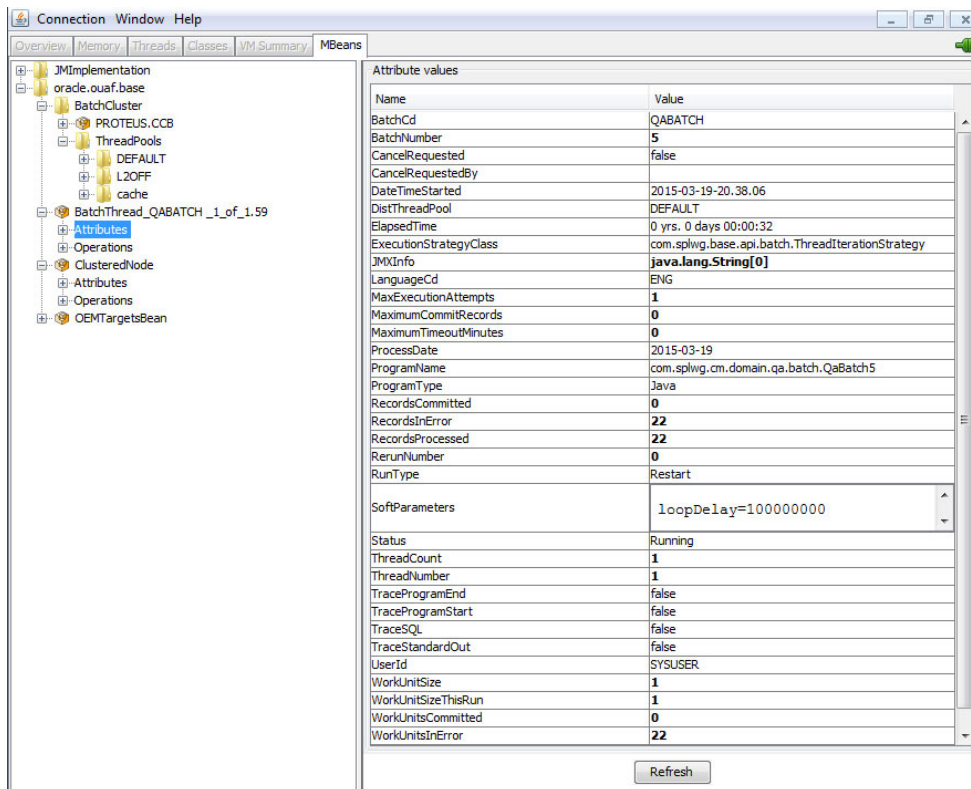 Connection Window Help
Overview Memory Threads Classes VM Summary MBeans
JMImplementation
oracle.ouaf.base
BatchCluster
PROTEUS.CCB
ThreadPools
DEFAULT
L2OFF
cache
BatchThread_QABATCH _1_of_1.59
Attributes
Operations
ClusteredNode
Attributes
Operations
OEMTargetsBean
Attribute values
Name Value
BatchCd QABATCH
BatchNumber 5
CancelRequested false
CancelRequestedBy
DateTimeStarted 2015-03-19-20.38.06
DistThreadPool DEFAULT
ElapsedTime 0 yrs. 0 days 00:00:32
ExecutionStrategyClass com.splwg.base.api.batch.ThreadIterationStrategy
JMXInfo java.lang.String[0]
LanguageCd ENG
MaxExecutionAttempts 1
MaximumCommitRecords 0
MaximumTimeoutMinutes 0
ProcessDate 2015-03-19
ProgramName com.splwg.cm.domain.qa.batch.QaBatch5
ProgramType Java
RecordsCommitted 0
RecordsInError 22
RecordsProcessed 22
RerunNumber 0
RunType Restart
SoftParameters loopDelay=100000000
Status Running
ThreadCount 1
ThreadNumber 1
TraceProgramEnd false
TraceProgramStart false
TraceSQL false
TraceStandardOut false
UserId SYSUSER
WorkUnitSize 1
WorkUnitSizeThisRun 1
WorkUnitsCommitted 0
WorkUnitsInError 22
Refresh